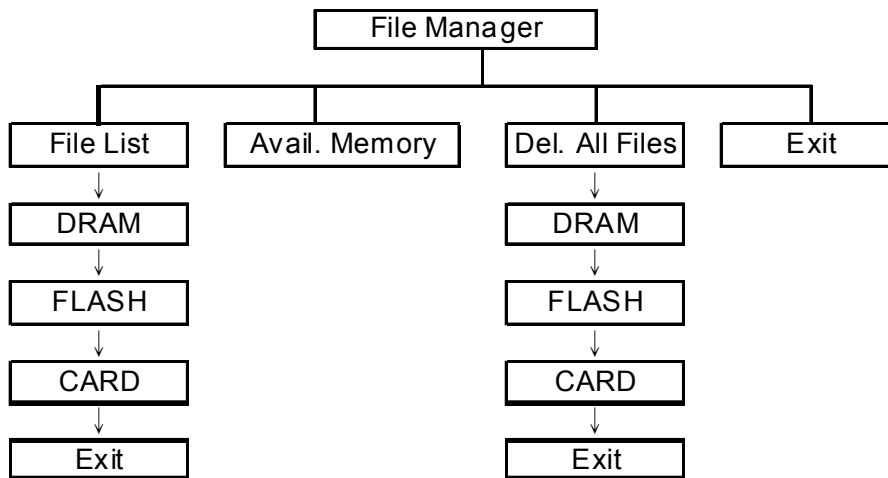 File Manager
File List
Avail. Memory
Del. All Files
Exit
DRAM
DRAM
FLASH
FLASH
CARD
CARD
Exit
Exit